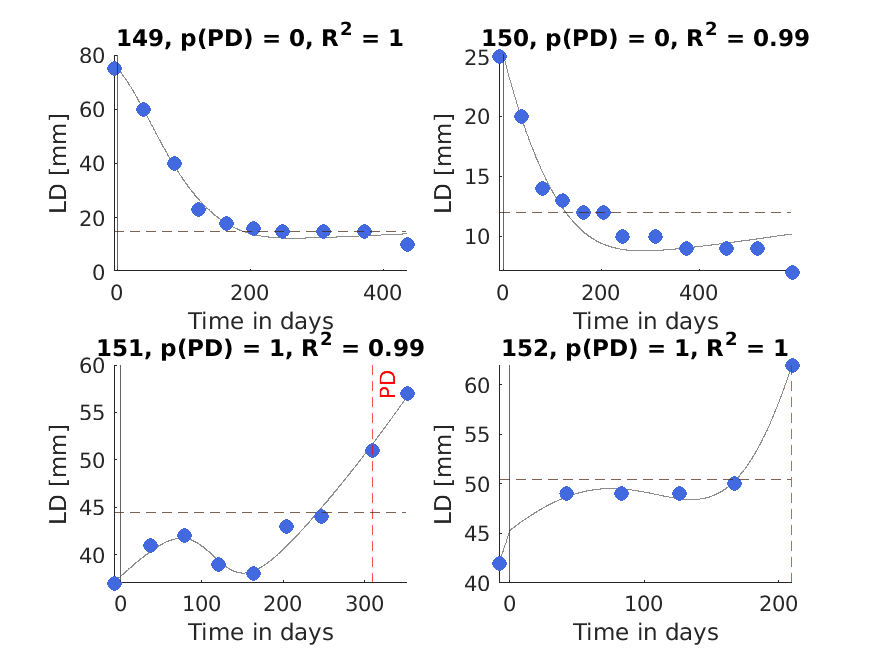 149, p(PD) = 0, R² = 1
80
60
40
20
0
LD [mm]
0
200
400
Time in days
150, p(PD) = 0, R² = 0.99
25
20
15
10
LD [mm]
0
200
400
Time in days
151, p(PD) = 1, R² = 0.99
60
55
50
45
40
LD [mm]
PD
0
100
200
300
Time in days
152, p(PD) = 1, R² = 1
60
55
50
45
40
LD [mm]
0
100
200
Time in days